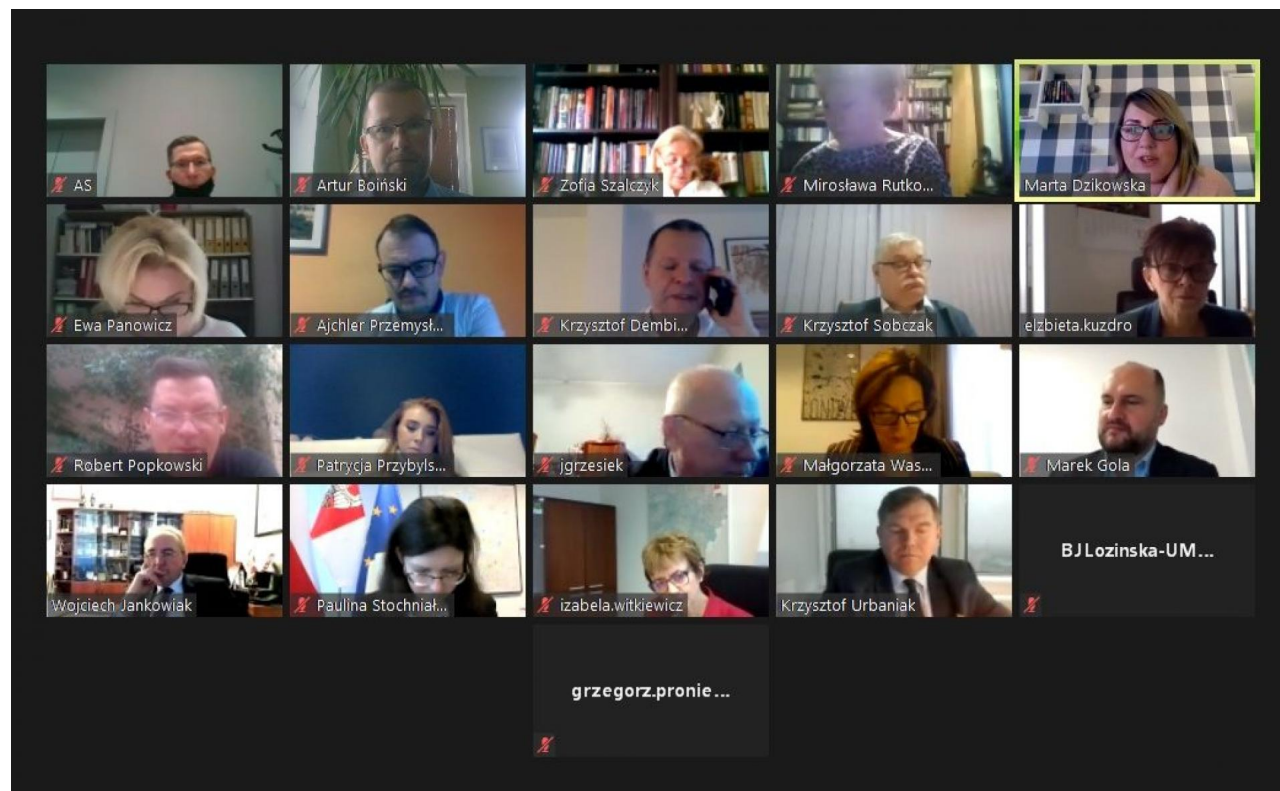 AS
Artur Boiński
Zofia Szalczyk
Mirosława Rutko...
Marta Dzikowska
Ewa Panowicz
Ajchler Przemysł...
Krzysztof Dembi...
Krzysztof Sobczak
elzbieta.kuzdro
Robert Popkowski
Patrycja Przybyls...
jgrzesiek
Małgorzata Was...
Marek Gola
Wojciech Jankowiak
Paulina Stochniał...
izabela.witkiewicz
Krzysztof Urbaniak
BJLozinska-UM...
grzegorz.pronie...